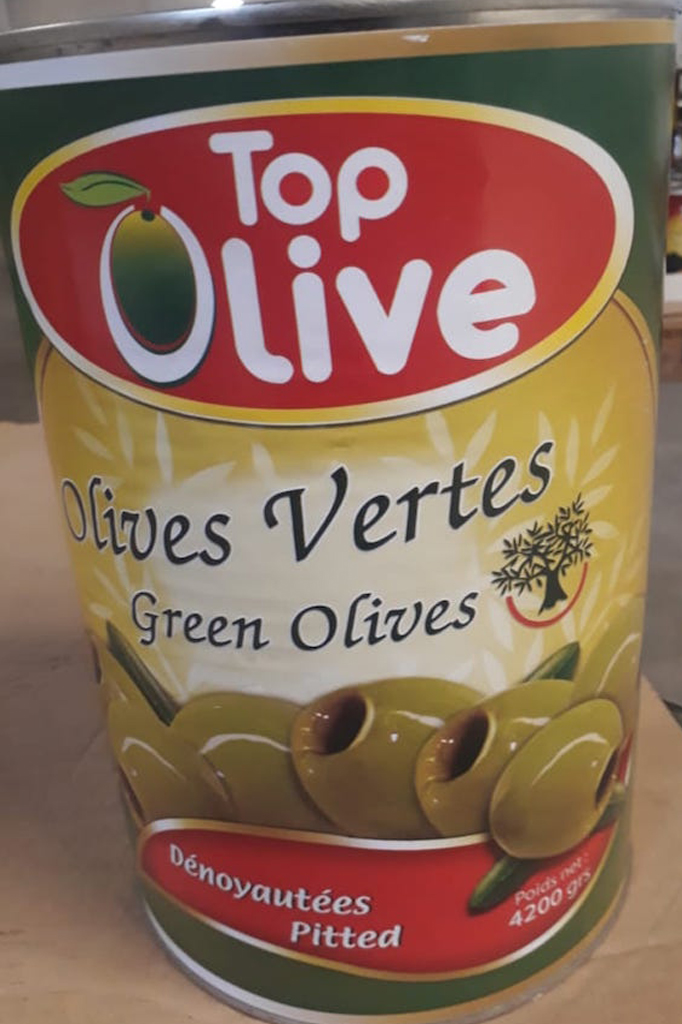 Top
Olive
Olives Vertes
Green Olives
Dénoyautées
Pitted
Poids net :
4200 grs